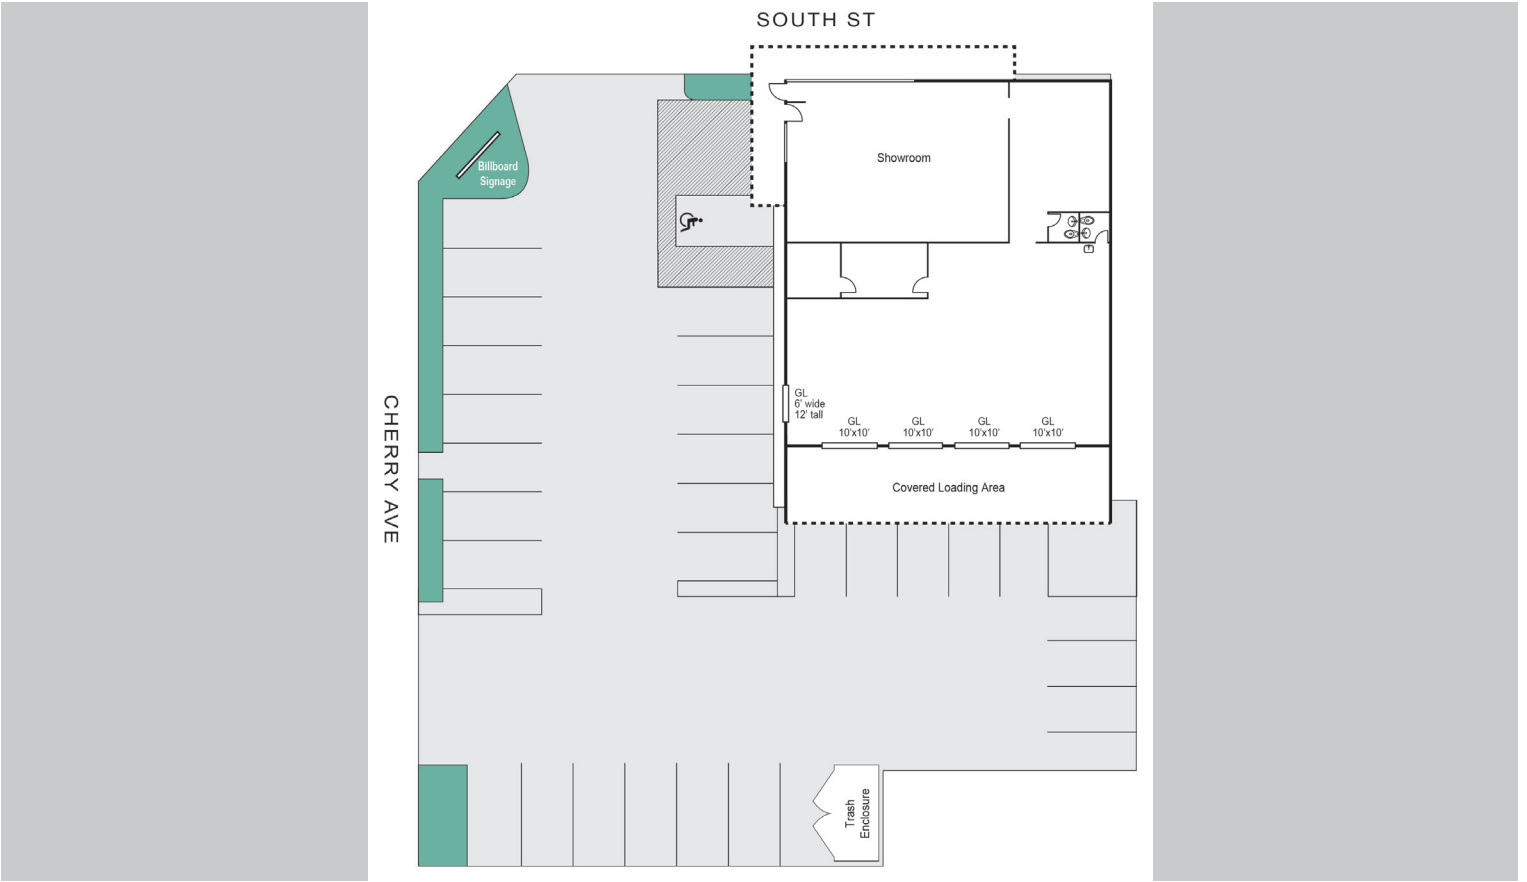 SOUTH ST
Billboard
Signage
Showroom
CHERRY AVE
GL
6' wide
12' tall
GL
10'x10'
GL
10'x10'
GL
10'x10'
GL
10'x10'
Covered Loading Area
Trash
Enclosure